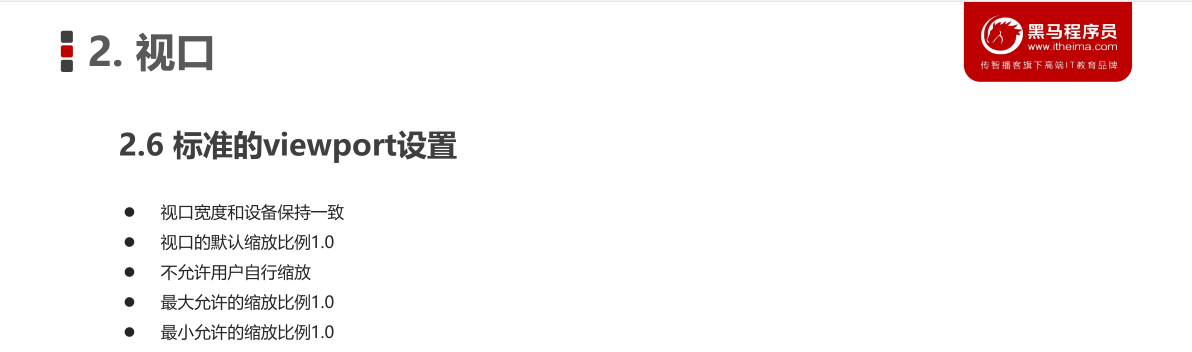 2. 视口
黑马程序员
www.itheima.com
传智播客旗下高端IT教育品牌
2.6 标准的viewport设置
● 视口宽度和设备保持一致
● 视口的默认缩放比例1.0
● 不允许用户自行缩放
● 最大允许的缩放比例1.0
● 最小允许的缩放比例1.0